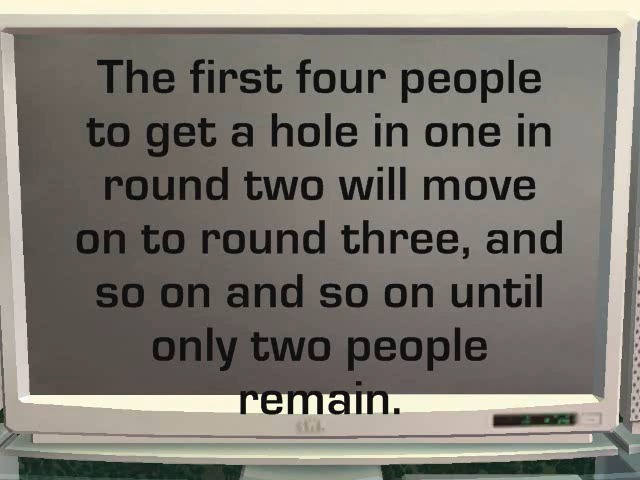 The first four people
to get a hole in one in
round two will move
on to round three, and
so on and so on until
only two people
remain.